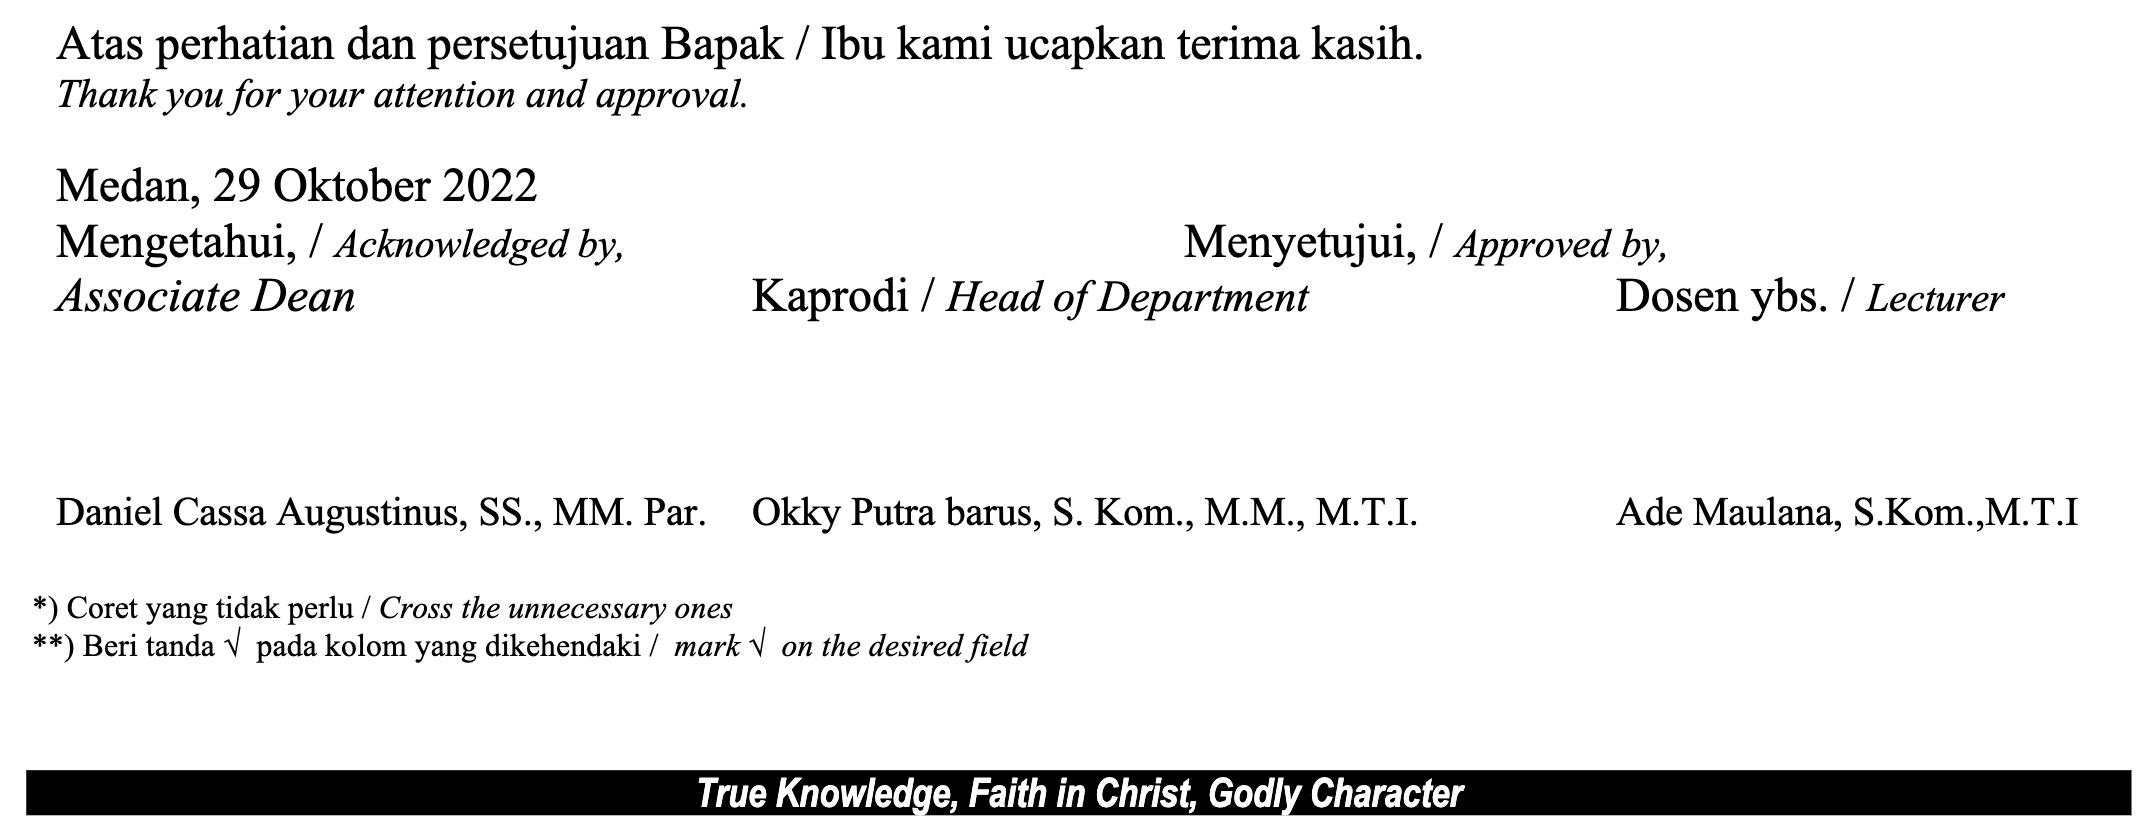 Atas perhatian dan persetujuan Bapak / Ibu kami ucapkan terima kasih.
Thank you for your attention and approval.
Medan, 29 Oktober 2022
Mengetahui, / Acknowledged by, Menyetujui, / Approved by,
Associate Dean Kaprodi / Head of Department Dosen ybs. / Lecturer
Daniel Cassa Augustinus, SS., MM. Par. Okky Putra barus, S. Kom., M.M., M.T.I. Ade Maulana, S.Kom.,M.T.I
*) Coret yang tidak perlu / Cross the unnecessary ones
**) Beri tanda √ pada kolom yang dikehendaki / mark √ on the desired field
True Knowledge, Faith in Christ, Godly Character